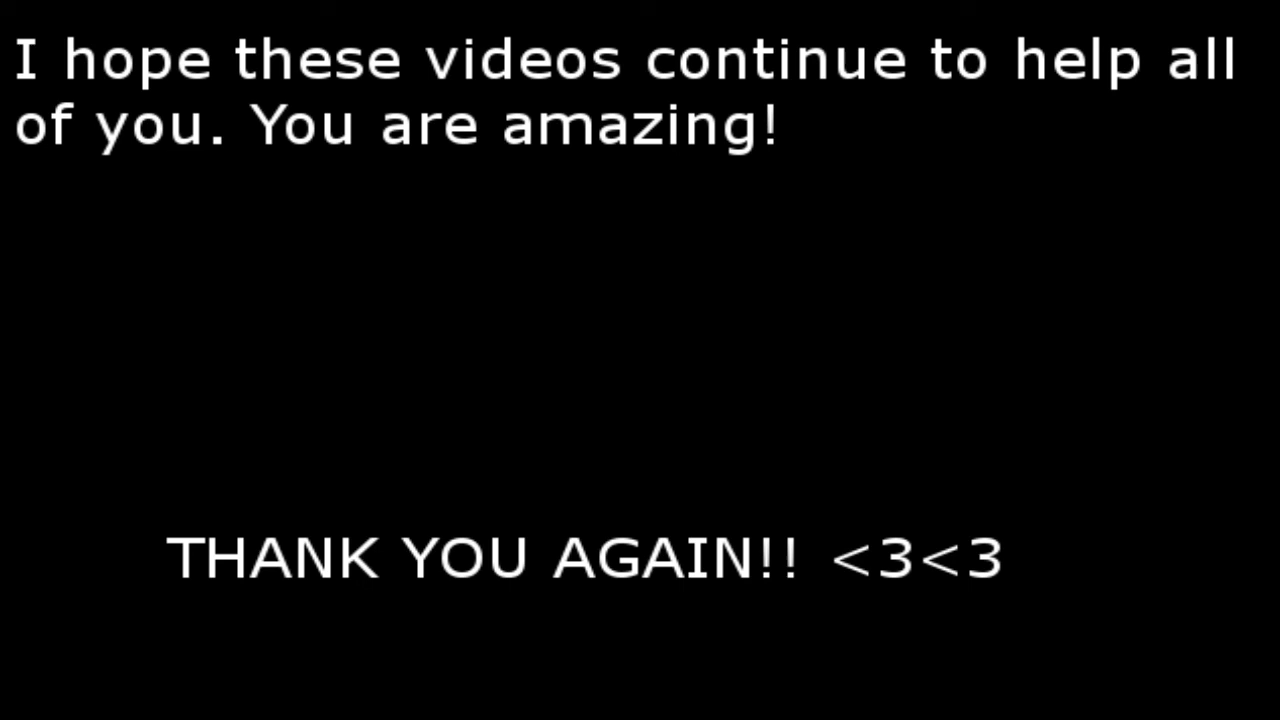 I hope these videos continue to help all
of you. You are amazing!
THANK YOU AGAIN!! <3<3